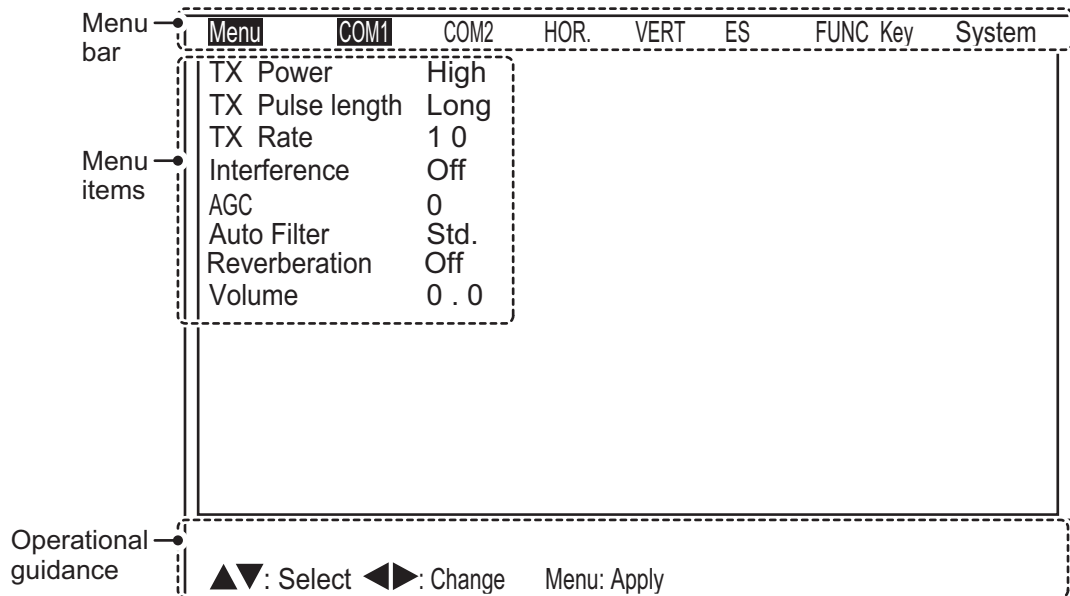 Menu bar
Menu COM1 COM2 HOR. VERT ES FUNC Key System
Menu items
TX Power High
TX Pulse length Long
TX Rate 1 0
Interference Off
AGC 0
Auto Filter Std.
Reverberation Off
Volume 0 . 0
Operational guidance
▲▼: Select ◀▶: Change Menu: Apply